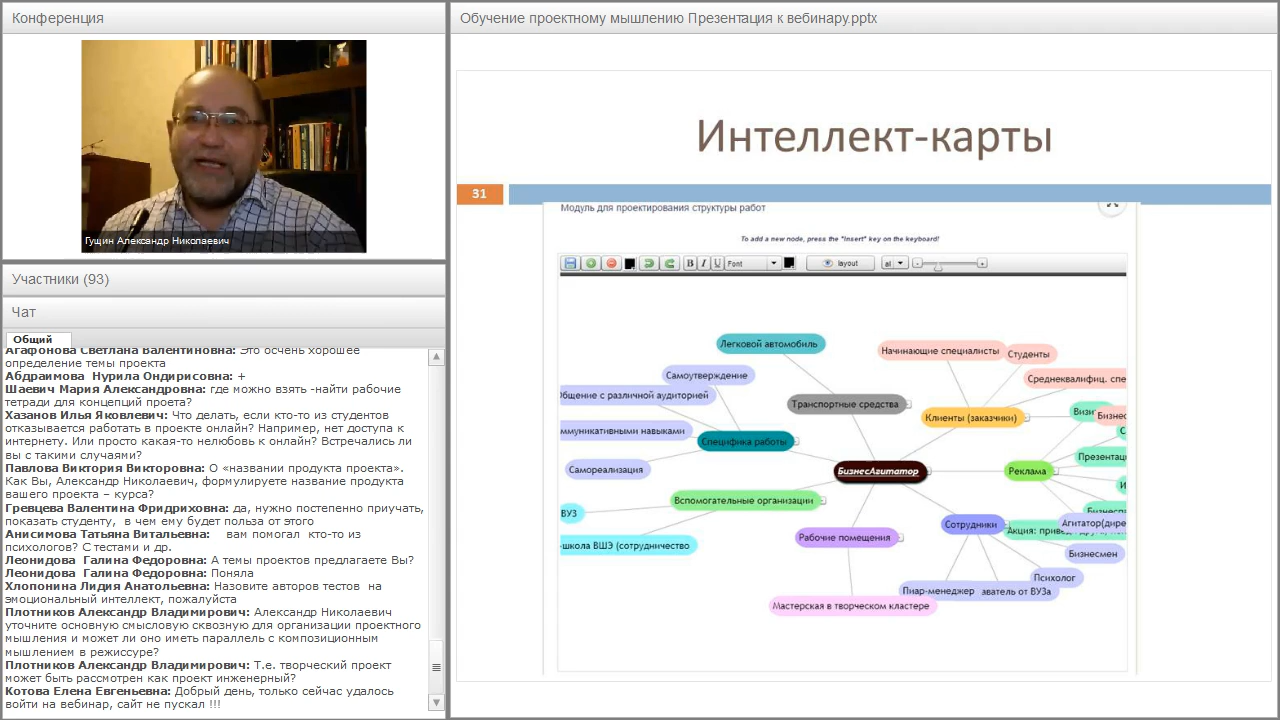 Конференция
Гущин Александр Николаевич
Участники (93)
Чат
Общий
Агафонова Светлана Валентиновна: Это осчень хорошее
определение темы проекта
Абдраимова Нурила Ондирисовна: +
Шаевич Мария Александровна: где можно взять -найти рабочие
тетради для концепций проета?
Хазанов Илья Яковлевич: Что делать, если кто-то из студентов
отказывается работать в проекте онлайн? Например, нет доступа к
интернету. Или просто какая-то нелюбовь к онлайн? Встречались ли
вы с такими случаями?
Павлова Виктория Викторовна: О «названии продукта проекта».
Как Вы, Александр Николаевич, формулируете название продукта
вашего проекта – курса?
Грецева Валентина Фридриховна: да, нужно постепенно приучать,
показать студенту, в чем ему будет польза от этого
Анисимова Татьяна Витальевна: вам помогал кто-тоиз
психологов? С тестами и др.
Леонидова Галина Федоровна: А темы проектов предлагаете Вы?
Леонидова Галина Федоровна: Поняла
Хлопонина Лидия Анатольевна: Назовите авторов тестов на
эмоциональный интеллект, пожалуйста
Плотников Александр Владимирович: Александр Николаевич
уточните основную смысловую сквозную для организации проектного
мышления и может ли оно иметь параллель с композиционным
мышлением в режиссуре?
Плотников Александр Владимирович: Т.е. творческий проект
может быть рассмотрен как проект инженерный?
Котова Елена Евгеньевна: Добрый день, только сейчас удалось
войти на вебинар, сайт не пускал !!!
Обучение проектному мышлению Презентация к вебинару.pptx
Интеллект-карты
31
Модуль для проектирования структуры работ
To add a new node, press the "Insert" key on the keyboard!
B I U Font layout all
Легковой автомобиль
Начинающие специалисты
Студенты
Самоутверждение
Среднеквалифиц. спе
Общение с различной аудиторией
Транспортные средства
Клиенты (заказчики)
Визи
Бизнес
ммуникативными навыками
Специфика работы
Презентац
Самореализация
БизнесАгитатор
Реклама
Вспомогательные организации
ВУЗ
Сотрудники
Агитатор(дире
Рабочие помещения
-школа ВШЭ (сотрудничество
Бизнесмен
Психолог
Пиар-менеджер
аватель от ВУЗа
Мастерская в творческом кластере